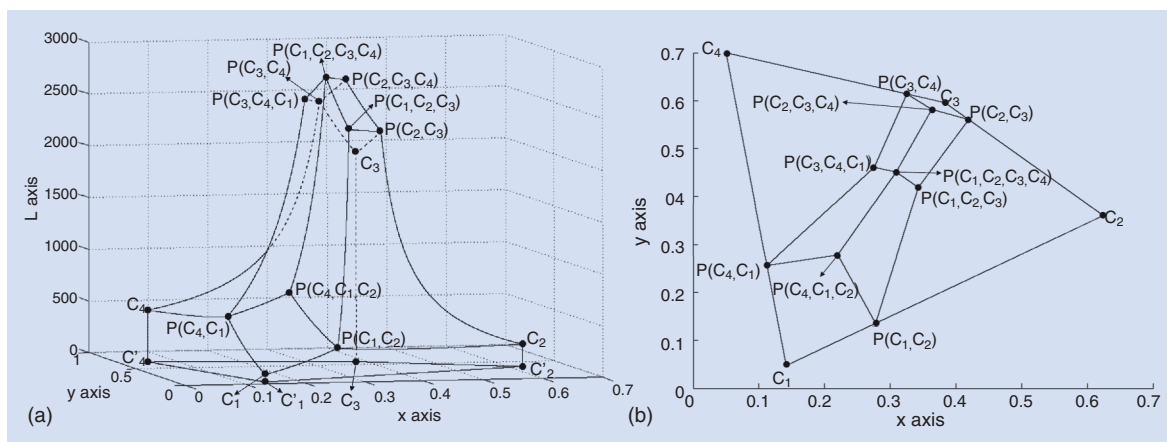 3000
2500
2000
1500
1000
500
0
L axis
P(C1,C2,C3,C4)
P(C3,C4)
P(C2,C3,C4)
P(C3,C4,C1)
P(C1,C2,C3)
P(C2,C3)
C3
C4
P(C4,C1)
P(C4,C1,C2)
P(C1,C2)
C2
C'4
C'2
1
0.5
0
y axis
C1
C'1
C3
0 0.1 0.2 0.3 0.4 0.5 0.6 0.7
x axis
(a)
0.7
0.6
0.5
0.4
0.3
0.2
0.1
0
y axis
C4
P(C3,C4)
C3
P(C2,C3,C4)
P(C2,C3)
P(C3,C4,C1)
P(C1,C2,C3,C4)
P(C1,C2,C3)
C2
P(C4,C1)
P(C4,C1,C2)
P(C1,C2)
C1
0 0.1 0.2 0.3 0.4 0.5 0.6 0.7
x axis
(b)